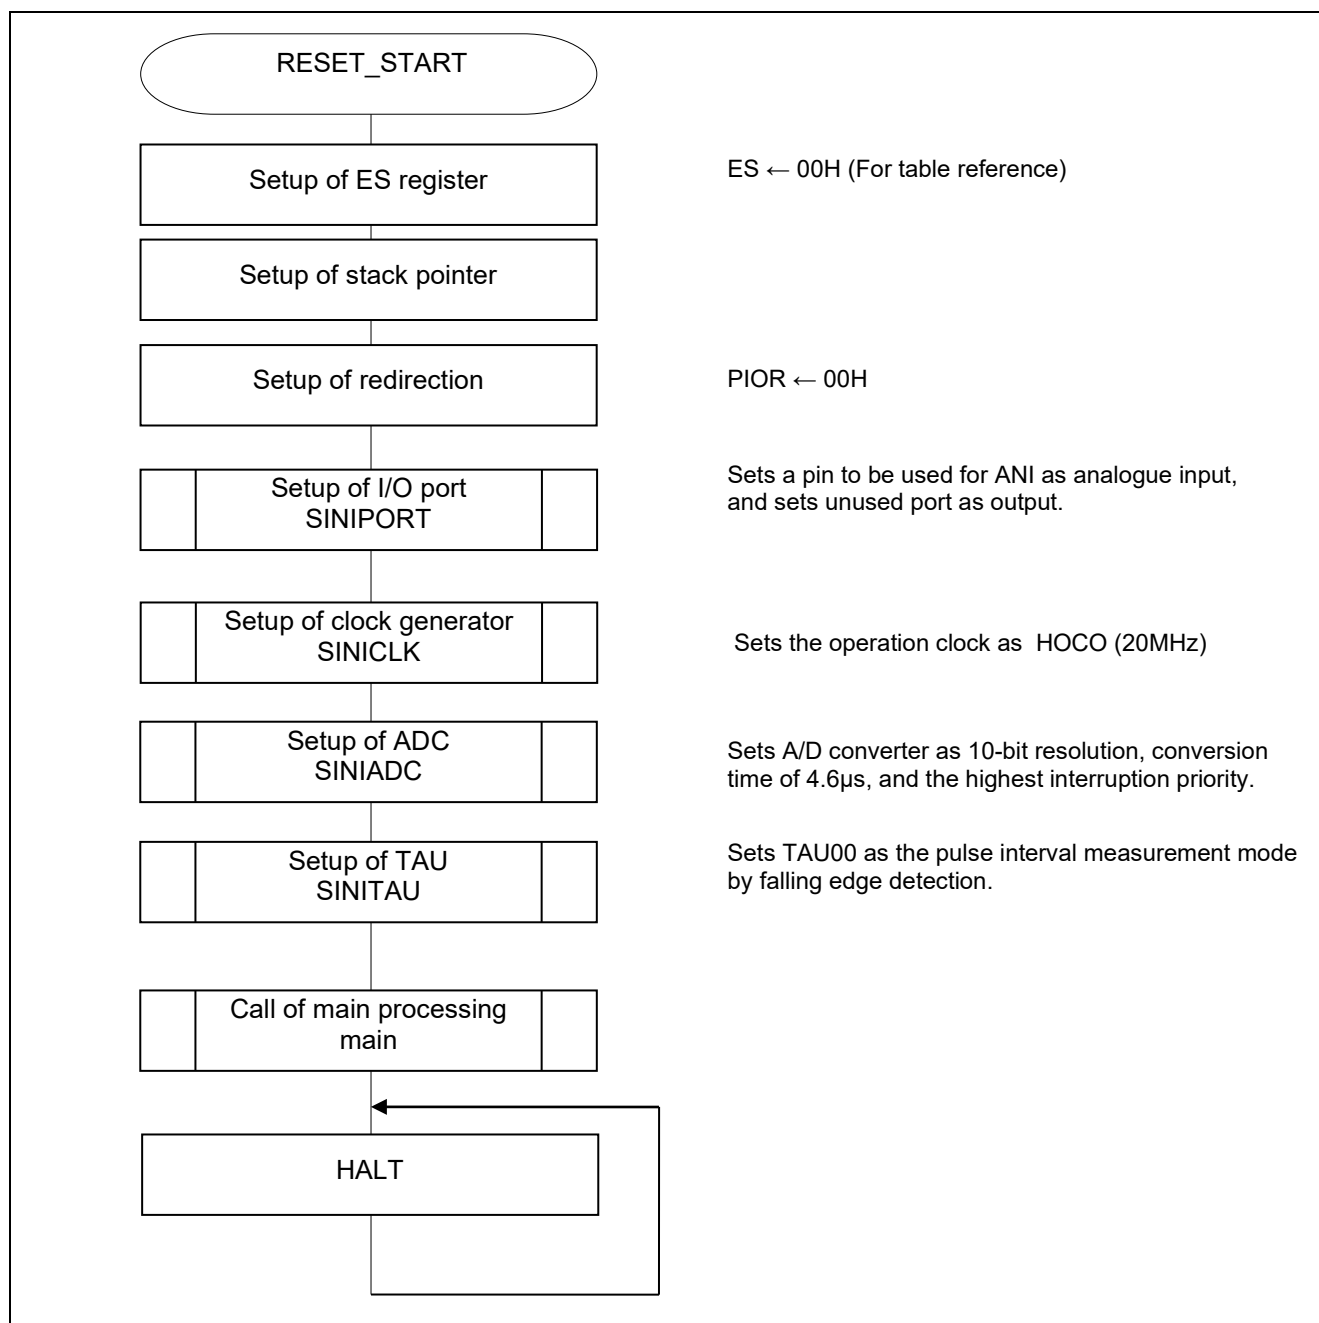 RESET_START
Setup of ES register
ES ← 00H (For table reference)
Setup of stack pointer
Setup of redirection
PIOR ← 00H
Setup of I/O port
SINIPORT
Sets a pin to be used for ANI as analogue input,
and sets unused port as output.
Setup of clock generator
SINICLK
Sets the operation clock as HOCO (20MHz)
Setup of ADC
SINIADC
Sets A/D converter as 10-bit resolution, conversion
time of 4.6µs, and the highest interruption priority.
Setup of TAU
SINITAU
Sets TAU00 as the pulse interval measurement mode
by falling edge detection.
Call of main processing
main
HALT